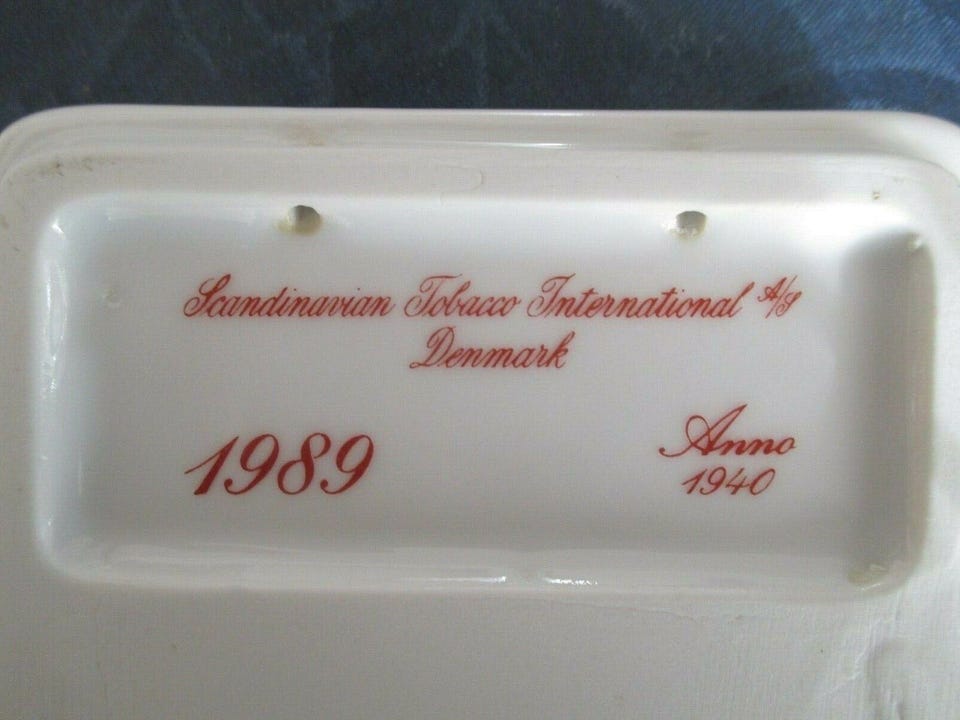 Scandinavian Tobacco International A/S
Denmark
1989
Anno
1940